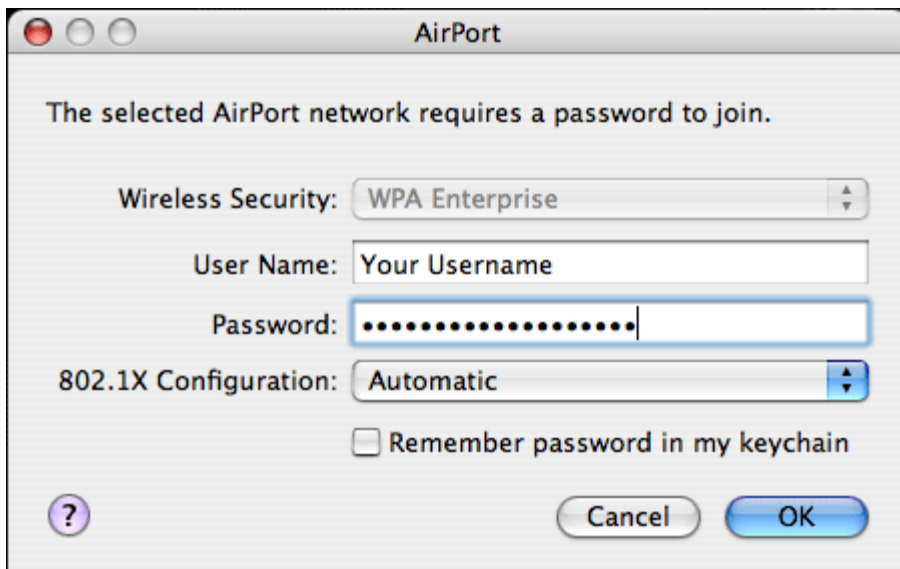 AirPort
The selected AirPort network requires a password to join.
Wireless Security: WPA Enterprise
User Name: Your Username
Password: •••••••••••••••••••
802.1X Configuration: Automatic
Remember password in my keychain
? Cancel OK